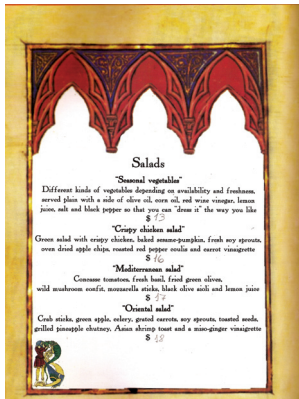 Salads
"Seasonal vegetables"
Different kinds of vegetables depending on availability and freshness,
served plain with a side of olive oil, corn oil, red wine vinegar, lemon
juice, salt and black pepper so that you can "dress it" the way you like
$ 13
"Crispy chicken salad"
Green salad with crispy chicken, baked sesame-pumpkin, fresh soy sprouts,
oven dried apple chips, roasted red pepper coulis and carrot vinaigrette
$ 16
"Mediterranean salad"
Concasse tomatoes, fresh basil, fried green olives,
wild mushroom confit, mozzarella sticks, black olive aioli and lemon juice
$ 17
"Oriental salad"
Crab sticks, green apple, celery, grated carrots, soy sprouts, toasted seeds,
grilled pineapple chutney, Asian shrimp toast and a miso-ginger vinaigrette
$ 18